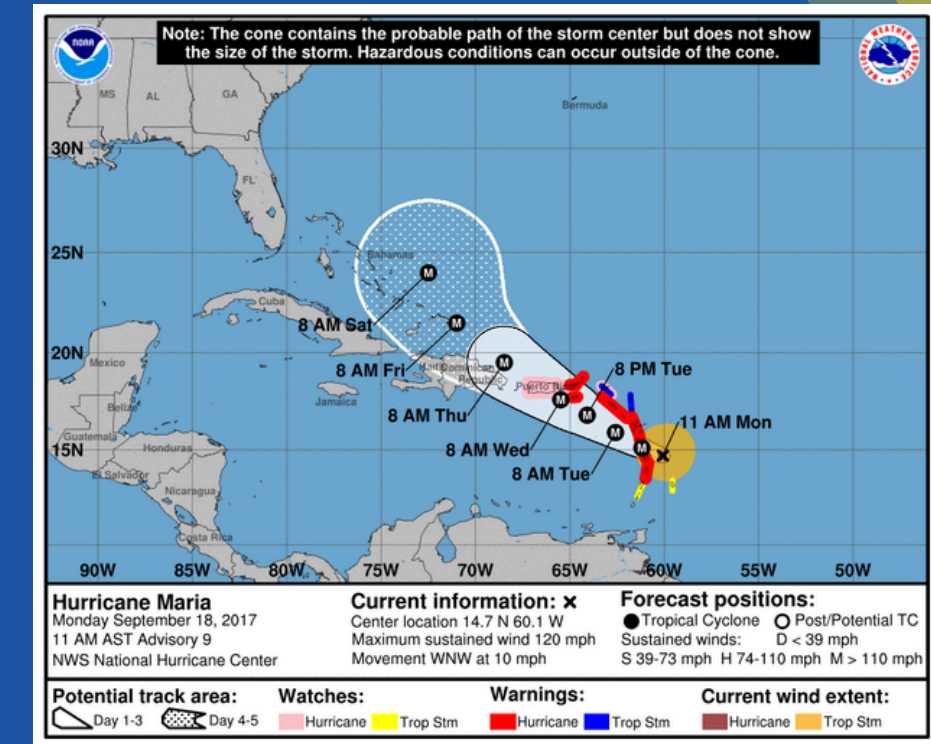 Note: The cone contains the probable path of the storm center but does not show
the size of the storm. Hazardous conditions can occur outside of the cone.
NOAA
NATIONAL WEATHER SERVICE
MS
AL
GA
Bermuda
30N
FL
25N
Bahamas
Cuba
8 AM Sat
20N
Mexico
8 AM Fri
Haiti
Dominican
Republic
Puerto Rico
8 PM Tue
Jamaica
8 AM Thu
Belize
11 AM Mon
Guatemala
15N
Honduras
8 AM Wed
El Salvador
8 AM Tue
Nicaragua
Costa Rica
M
M
M
M
M
M
M
90W 85W 80W 75W 70W 65W 60W 55W 50W
Hurricane Maria
Monday September 18, 2017
11 AM AST Advisory 9
NWS National Hurricane Center
Current information: x
Center location 14.7 N 60.1 W
Maximum sustained wind 120 mph
Movement WNW at 10 mph
Forecast positions:
Tropical Cyclone Post/Potential TC
Sustained winds: D < 39 mph
S 39-73 mph H 74-110 mph M > 110 mph
Potential track area:
Day 1-3 Day 4-5
Watches:
Hurricane Trop Stm
Warnings:
Hurricane Trop Stm
Current wind extent:
Hurricane Trop Stm